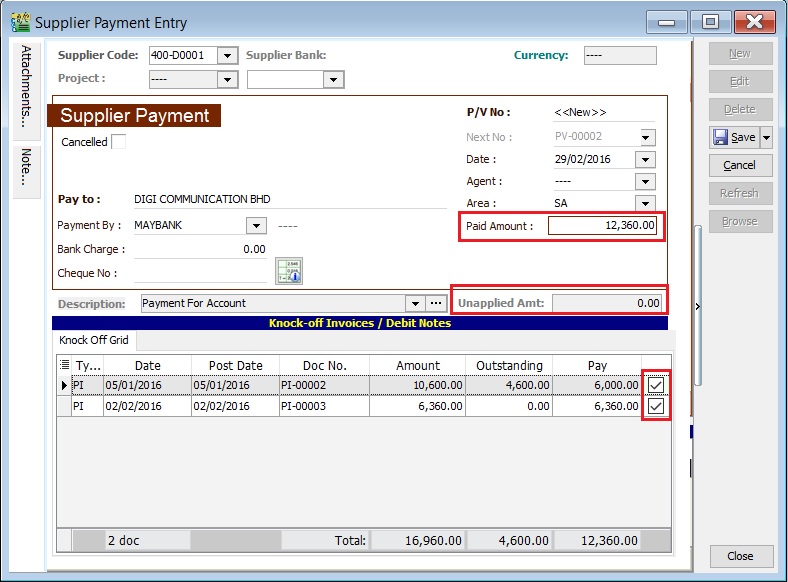 Supplier Payment Entry
Attachments...
Note...
Supplier Code: 400-D0001 Supplier Bank: Currency: ----
Project : ----
Supplier Payment
Cancelled
P/V No : <<New>>
Next No : PV-00002
Date : 29/02/2016
Agent : ----
Area : SA
Pay to : DIGI COMMUNICATION BHD
Payment By : MAYBANK ----
Paid Amount : 12,360.00
Bank Charge : 0.00
Cheque No :
Description: Payment For Account ... Unapplied Amt: 0.00
Knock-off Invoices / Debit Notes
Knock Off Grid
Ty... Date Post Date Doc No. Amount Outstanding Pay
PI 05/01/2016 05/01/2016 PI-00002 10,600.00 4,600.00 6,000.00
PI 02/02/2016 02/02/2016 PI-00003 6,360.00 0.00 6,360.00
2 doc Total: 16,960.00 4,600.00 12,360.00
New
Edit
Delete
Save
Cancel
Refresh
Browse
Close